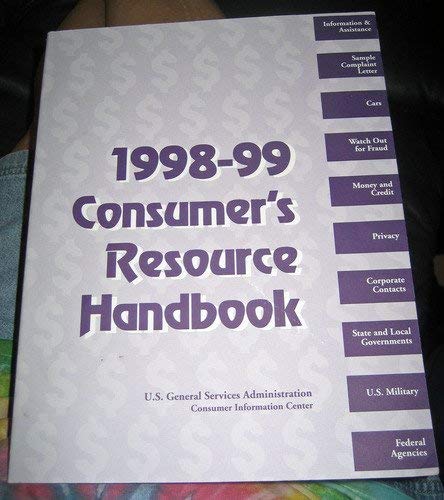 1998-99
Consumer's
Resource
Handbook
U.S. General Services Administration
Consumer Information Center
Information &
Assistance
Sample
Complaint
Letter
Cars
Watch Out
for Fraud
Money and
Credit
Privacy
Corporate
Contacts
State and Local
Governments
U.S. Military
Federal
Agencies